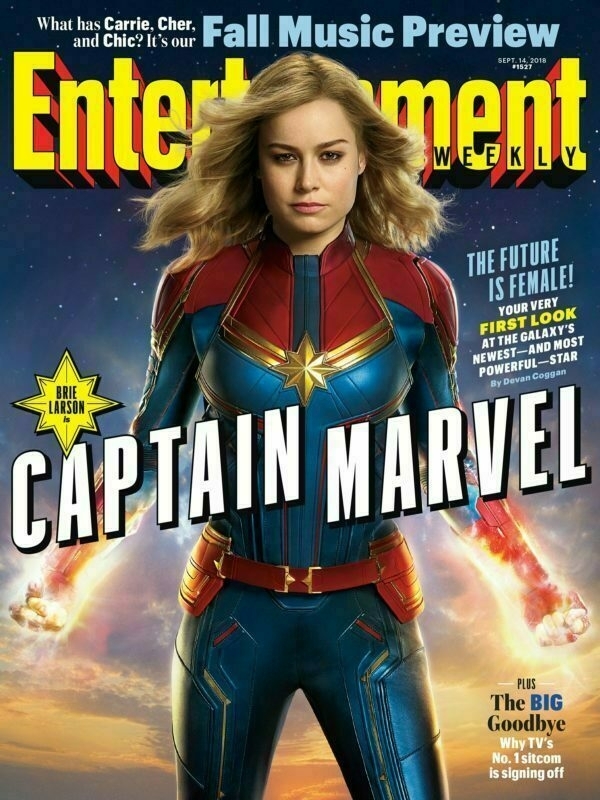 What has Carrie, Cher,
and Chic? It's our
Fall Music Preview
SEPT. 14, 2018
#1527
Entertainment
WEEKLY
THE FUTURE
IS FEMALE!
YOUR VERY
FIRST LOOK
AT THE GALAXY'S
NEWEST—AND MOST
POWERFUL—STAR
By Devan Coggan
BRIE
LARSON
is
CAPTAIN MARVEL
PLUS
The BIG
Goodbye
Why TV's
No. 1 sitcom
is signing off